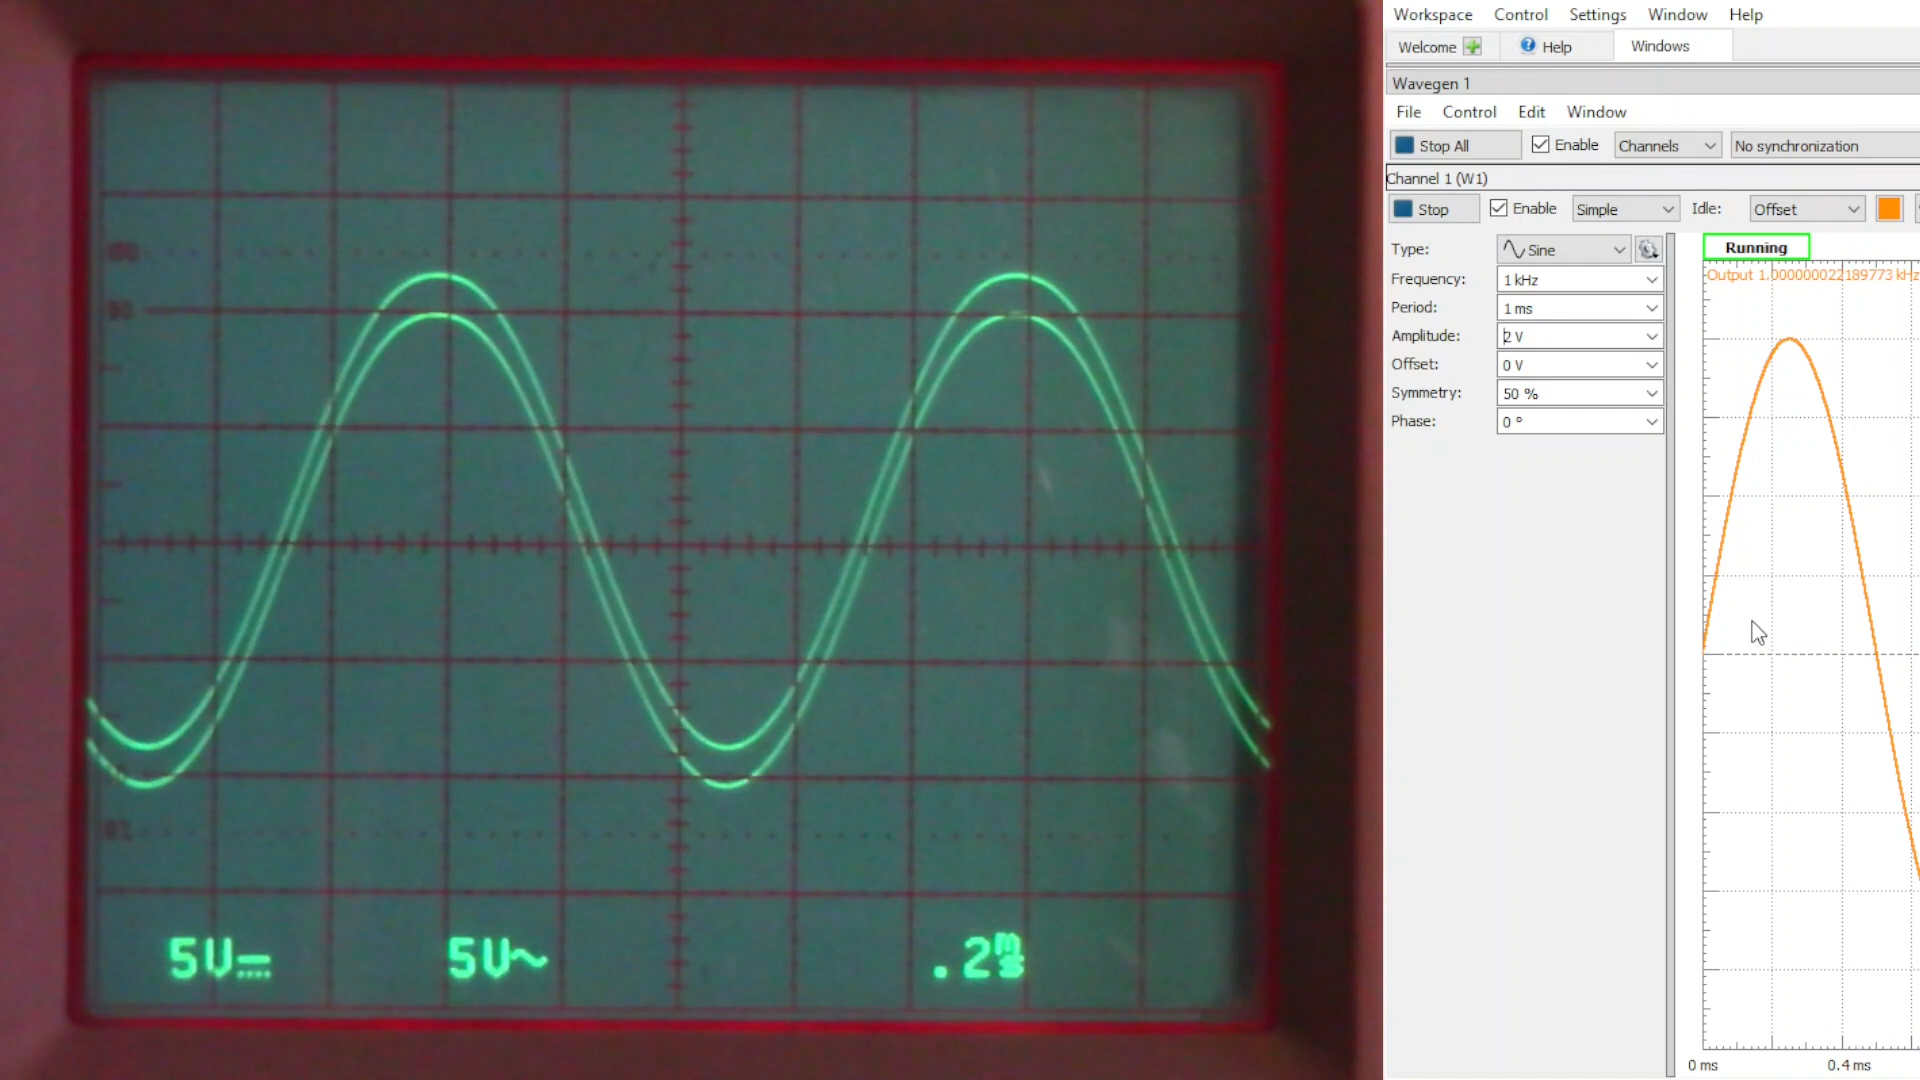 100
90
0%
5V
5V~
.2ms
Workspace Control Settings Window Help
Welcome Help Windows
Wavegen 1
File Control Edit Window
Stop All Enable Channels No synchronization
Channel 1 (W1)
Stop Enable Simple Idle: Offset
Type: Sine
Frequency: 1 kHz
Period: 1 ms
Amplitude: 2 V
Offset: 0 V
Symmetry: 50 %
Phase: 0 °
Running
Output 1.000000022189773 kHz
0 ms 0.4 ms